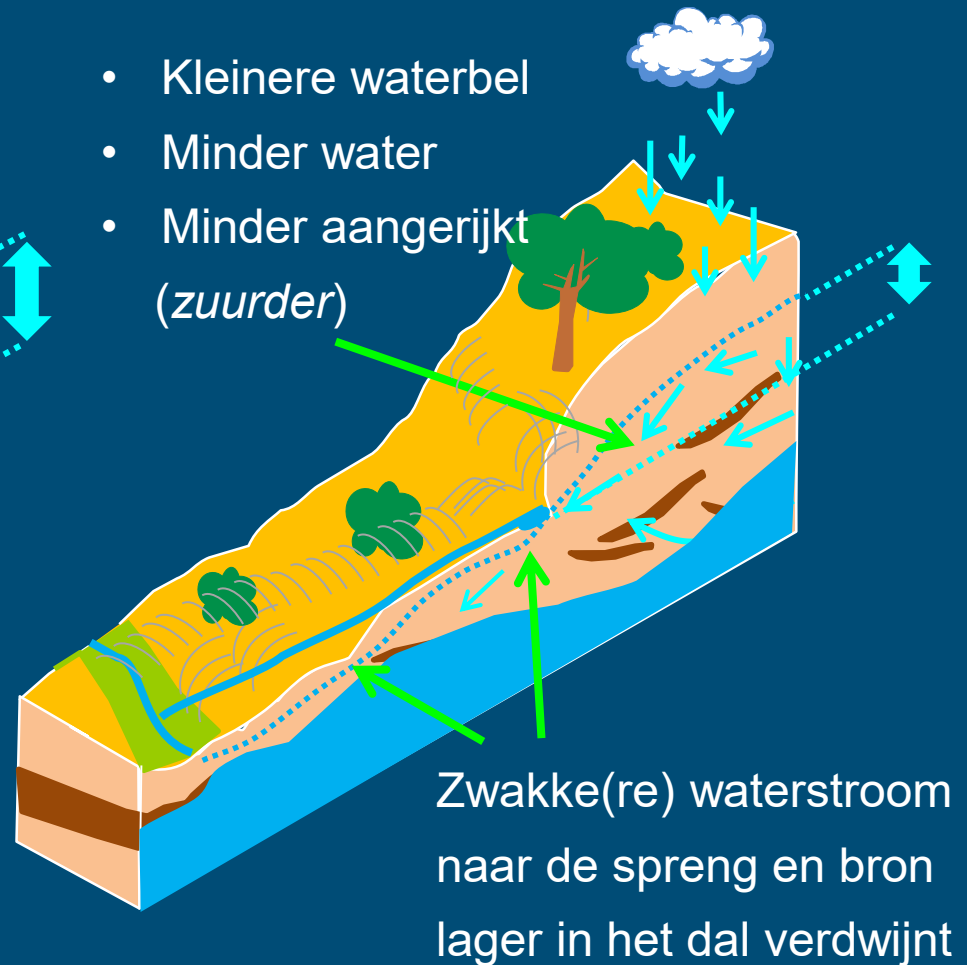 • Kleinere waterbel
• Minder water
• Minder aangerijkt
(zuurder)
Zwakke(re) waterstroom
naar de spreng en bron
lager in het dal verdwijnt